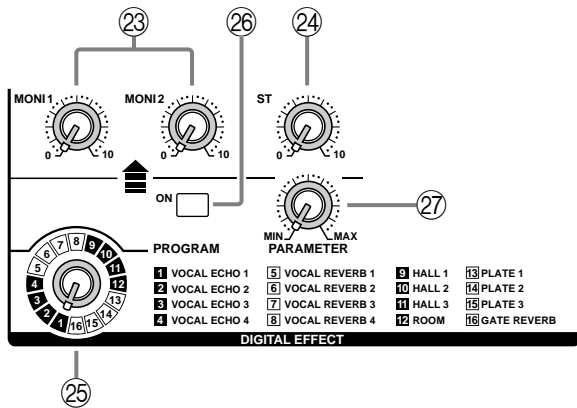 ㉓ ㉖ ㉔
MONI 1 MONI 2 ST
0 10 0 10 0 10
ON
MIN MAX ㉗
PROGRAM PARAMETER
1 2 3 4 5 6 7 8 9 10 11 12 13 14 15 16
1 VOCAL ECHO 1 5 VOCAL REVERB 1 9 HALL 1 13 PLATE 1
2 VOCAL ECHO 2 6 VOCAL REVERB 2 10 HALL 2 14 PLATE 2
3 VOCAL ECHO 3 7 VOCAL REVERB 3 11 HALL 3 15 PLATE 3
4 VOCAL ECHO 4 8 VOCAL REVERB 4 12 ROOM 16 GATE REVERB
DIGITAL EFFECT
㉕